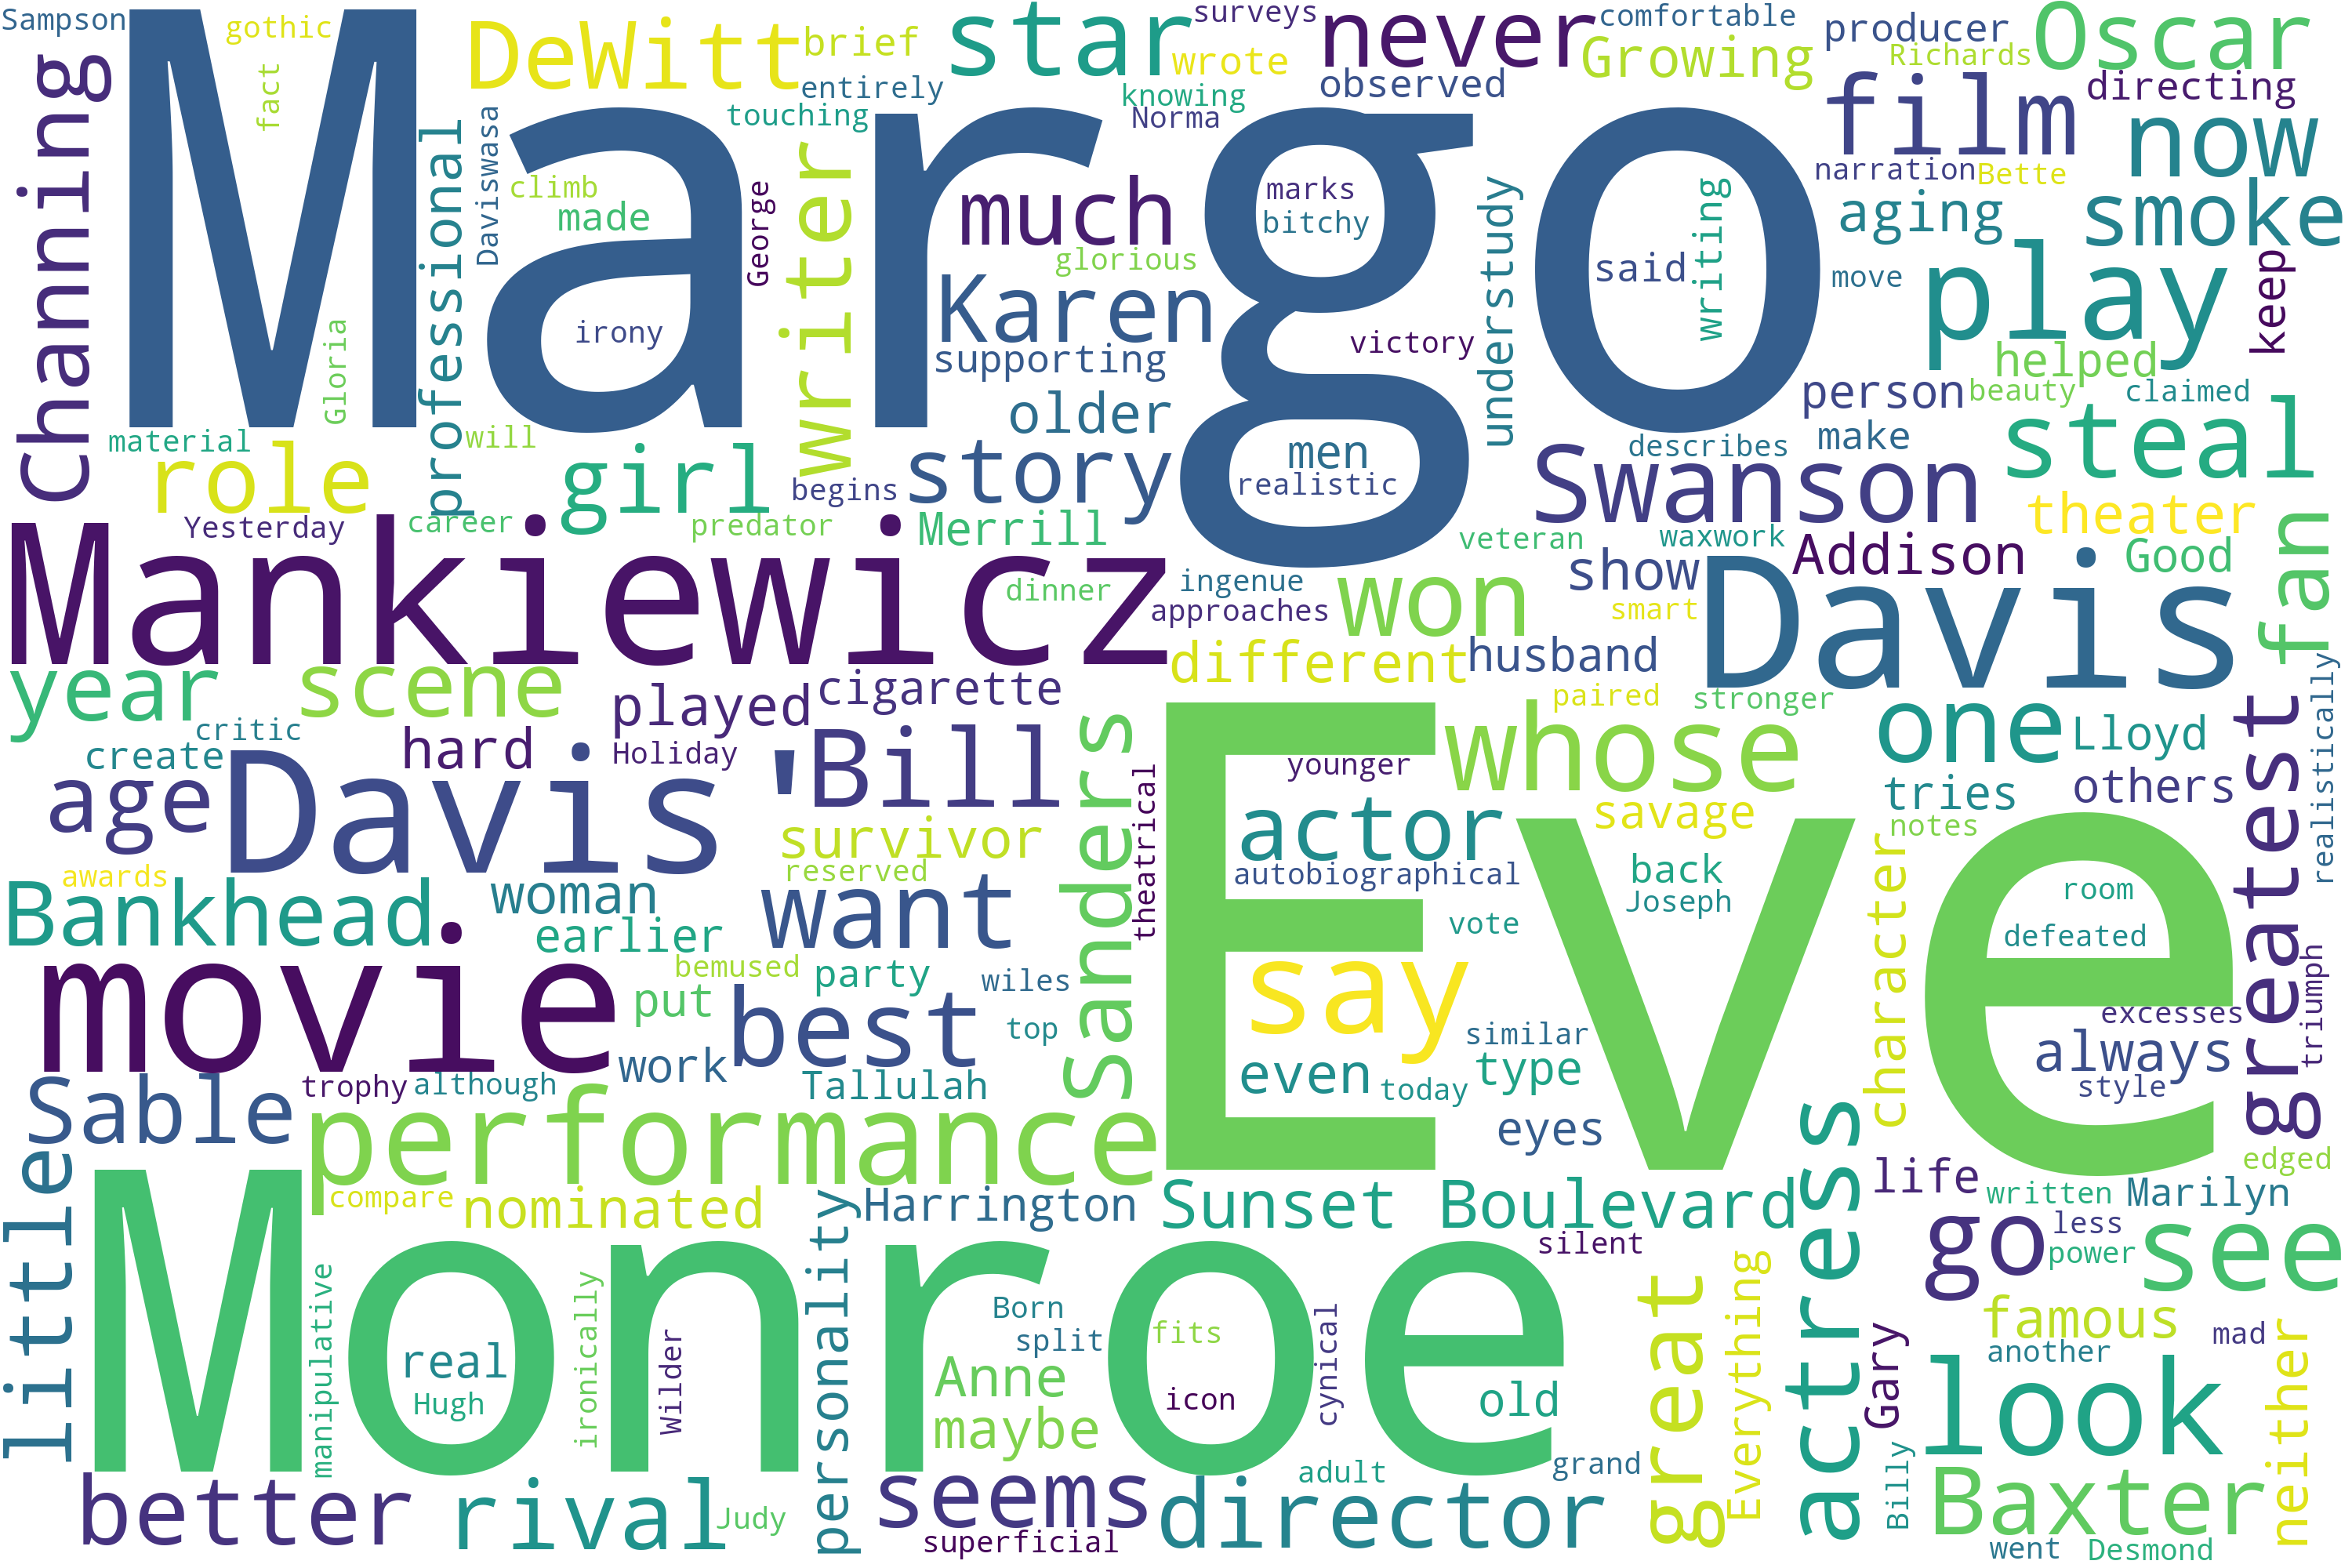 Sampson
gothic
fact
Channning
DeWitt
brief
star
surveys
wrote
never
comfortable
Growing
producer
Richards
Oscar
Margo
professional
Daviswasa
entirely
touching
knowing
Norma
observed
film
directing
now
climb
made
George
writer
much
glorious
marks
bitchy
understudy
said
writing
narration
Bette
aging
smoke
move
play
keep
Gloria
irony
Karen
supporting
victory
helped
person
beauty
claimed
material
role
will
girl
older
story
men
realistic
describes
make
Swanson
steal
begins
Yesterday
career
predator
Merrill
theater
fan
Mankiewicz
dinner
ingenue
approaches
veteran
waxwork
won
show
smart
Addison
Good
Davis
year
scene
played
cigarette
different
husband
paired
stronger
realistically
critic
create
hard
Holiday
Bill
sanders
whose
one
Lloyd
greatest
age
Davis'
survivor
younger
actor
savage
tries
others
notes
awards
reserved
theatrical
autobiographical
back
Joseph
character
Bankhead
woman
want
earlier
vote
room
defeated
Eve
movie
bemused
party
wiles
put
best
top
say
similar
excesses
triumph
work
even
today
type
always
style
Sable
trophy
although
Tallulah
eyes
performance
actress
edged
little
compare
nominated
personality
Harrington
Sunset Boulevard
life
written
Marilyn
go
less
power
see
Monroe
silent
great
Everything
manipulative
real
Hugh
ironically
Wilder
Born
split
fits
Anne
maybe
icon
cynical
old
Gary
famous
another
mad
neither
look
better
rival
Judy
seems
superficial
director
adult
grand
Billy
Baxter
went
Desmond